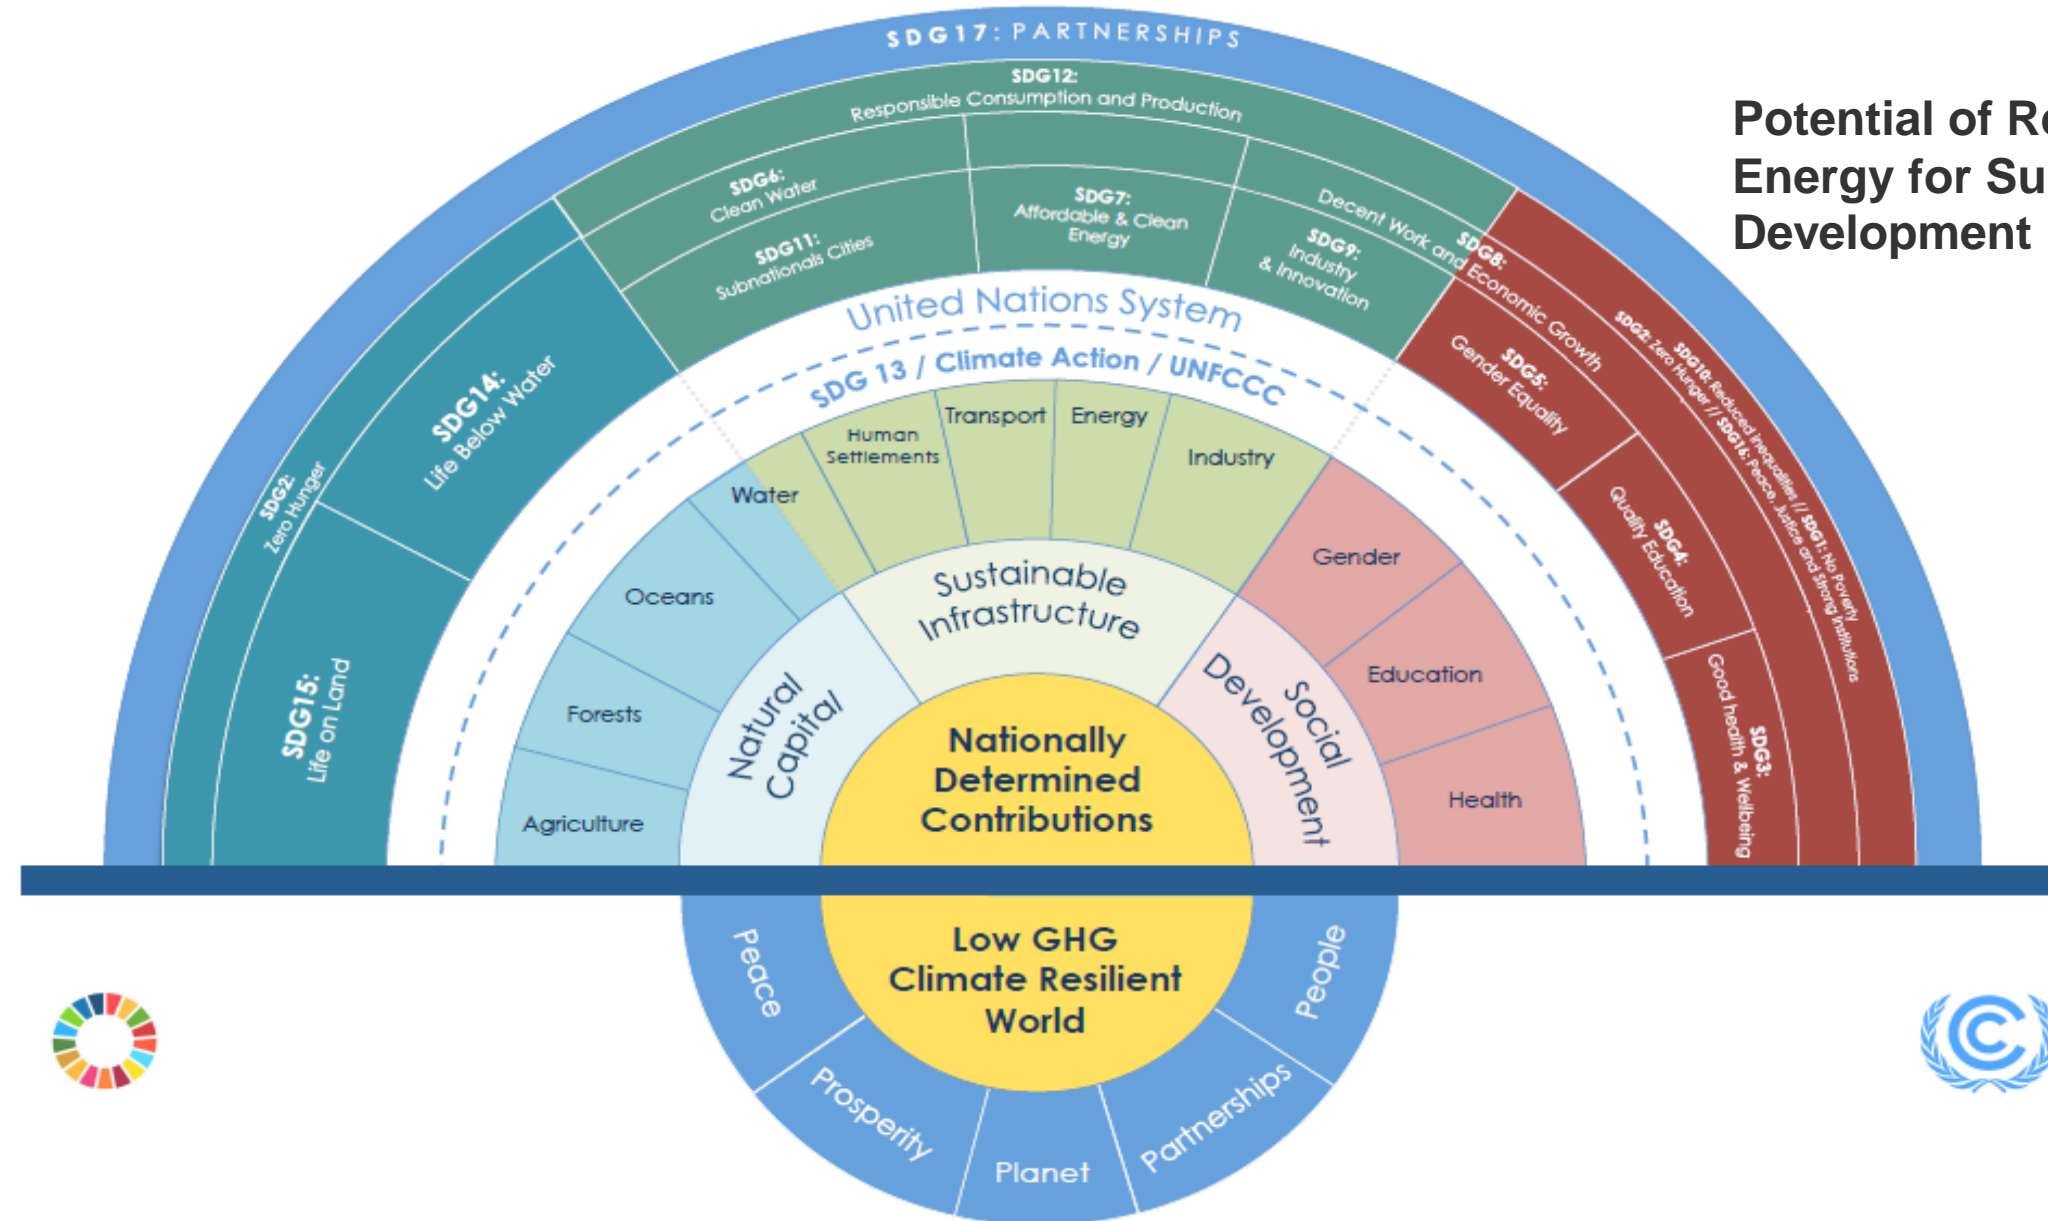 SDG17: PARTNERSHIPS
SDG12:
Responsible Consumption and Production
SDG6:
Clean Water
SDG11:
Subnationals Cities
SDG7:
Affordable & Clean
Energy
SDG8:
Decent Work and Economic Growth
SDG9:
Industry
& Innovation
Potential of
Energy for
Development
SDG2:
Zero Hunger
SDG14:
Life Below Water
SDG15:
Life on Land
SDG10: Reduced inequalities // SDG1: No Poverty
SDG2: Zero Hunger // SDG16: Peace, Justice and Strong Institutions
SDG5:
Gender Equality
SDG4:
Quality Education
SDG3:
Good health & Wellbeing
United Nations System
SDG 13 / Climate Action / UNFCCC
Agriculture
Forests
Oceans
Water
Human
Settlements
Transport
Energy
Industry
Gender
Education
Health
Natural
Capital
Sustainable
Infrastructure
Social
Development
Nationally
Determined
Contributions
Low GHG
Climate Resilient
World
Peace
Prosperity
Planet
Partnerships
People